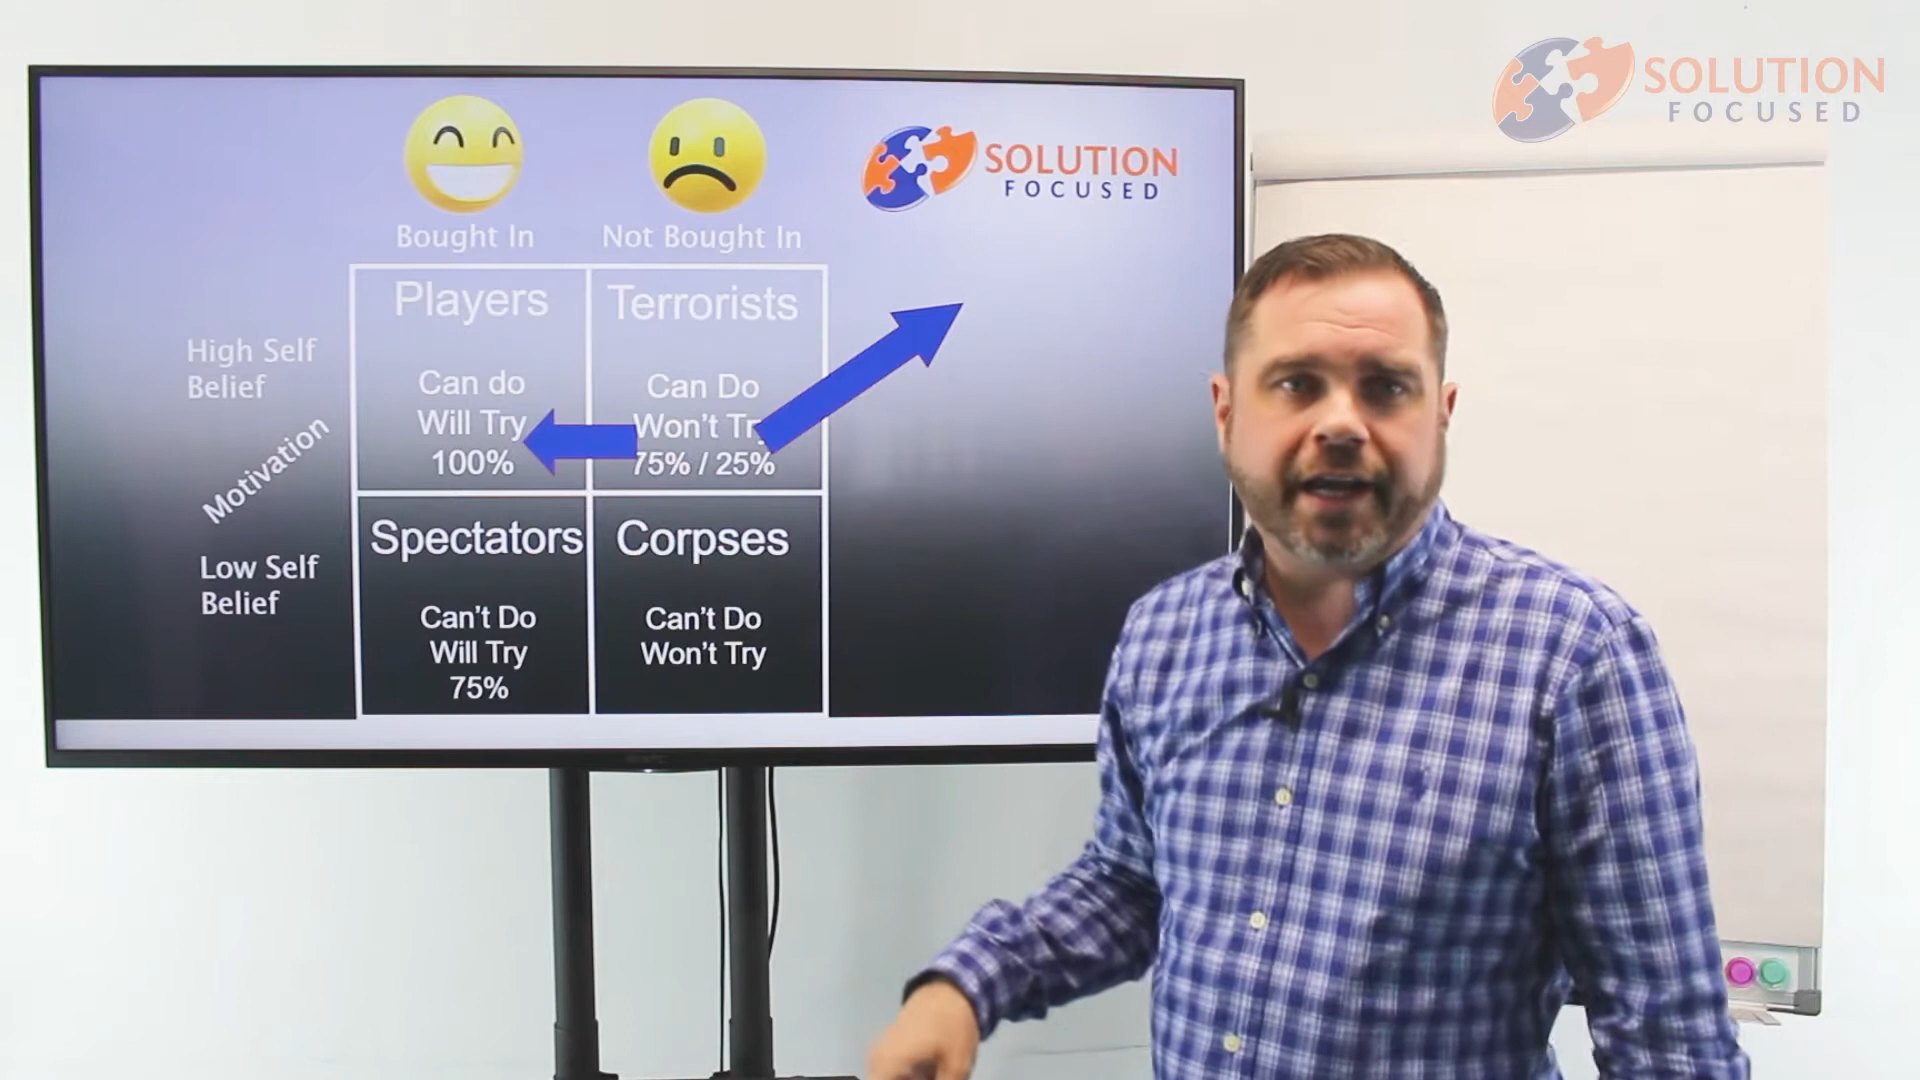 SOLUTION
FOCUSED
SOLUTION
FOCUSED
Bought In
Not Bought In
High Self
Belief
Motivation
Low Self
Belief
Players
Can do
Will Try
100%
Terrorists
Can Do
Won't Try
75% / 25%
Spectators
Can't Do
Will Try
75%
Corpses
Can't Do
Won't Try